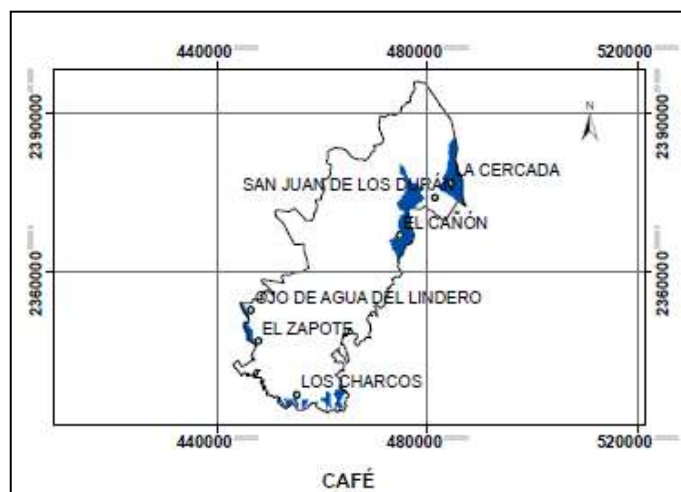 440000
480000
520000
2390000
2390000
N
LA CERCADA
SAN JUAN DE LOS DURÁN
EL CAÑÓN
2360000
2360000
OJO DE AGUA DEL LINDERO
EL ZAPOTE
LOS CHARCOS
440000
480000
520000
CAFÉ